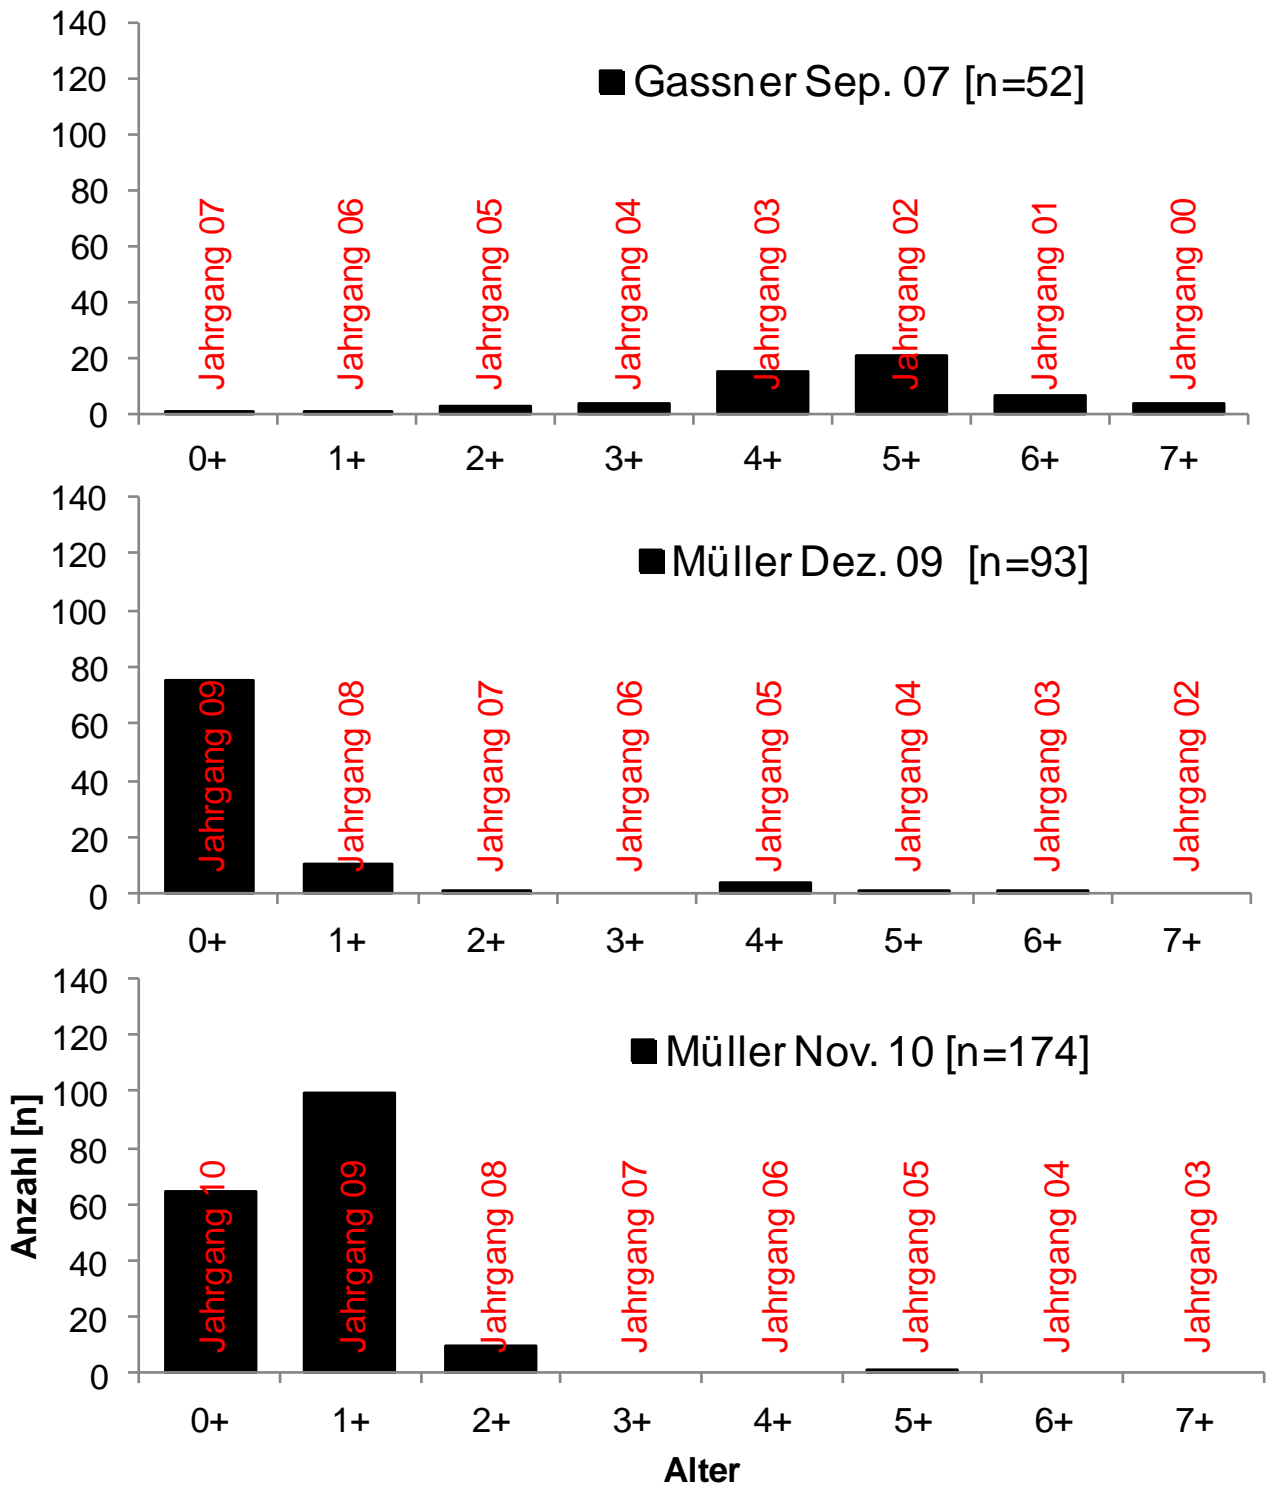 140
120
100
80
60
40
20
0
Gassner Sep. 07 [n=52]
Jahrgang 07
Jahrgang 06
Jahrgang 05
Jahrgang 04
Jahrgang 03
Jahrgang 02
Jahrgang 01
Jahrgang 00
0+ 1+ 2+ 3+ 4+ 5+ 6+ 7+
140
120
100
80
60
40
20
0
Müller Dez. 09 [n=93]
Jahrgang 09
Jahrgang 08
Jahrgang 07
Jahrgang 06
Jahrgang 05
Jahrgang 04
Jahrgang 03
Jahrgang 02
0+ 1+ 2+ 3+ 4+ 5+ 6+ 7+
Anzahl [n]
140
120
100
80
60
40
20
0
Müller Nov. 10 [n=174]
Jahrgang 10
Jahrgang 09
Jahrgang 08
Jahrgang 07
Jahrgang 06
Jahrgang 05
Jahrgang 04
Jahrgang 03
0+ 1+ 2+ 3+ 4+ 5+ 6+ 7+
Alter